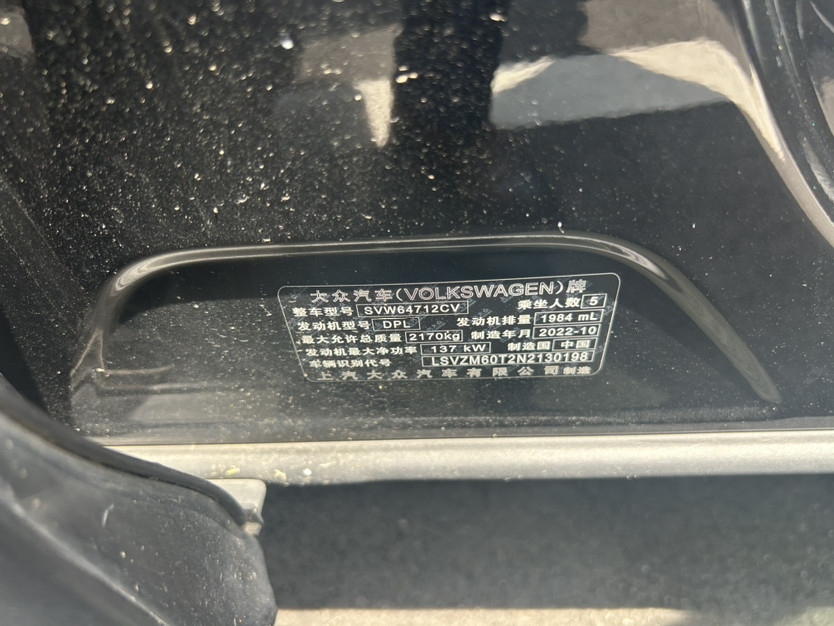 大众汽车(VOLKSWAGEN)牌
整车型号 SVW64712CV 乘坐人数 5
发动机型号 DPL 发动机排量 1984 mL
最大允许总质量 2170kg 制造年月 2022-10
发动机最大净功率 137 kW 制造国 中国
车辆识别代号 LSVZM60T2N2130198
上汽大众汽车有限公司制造